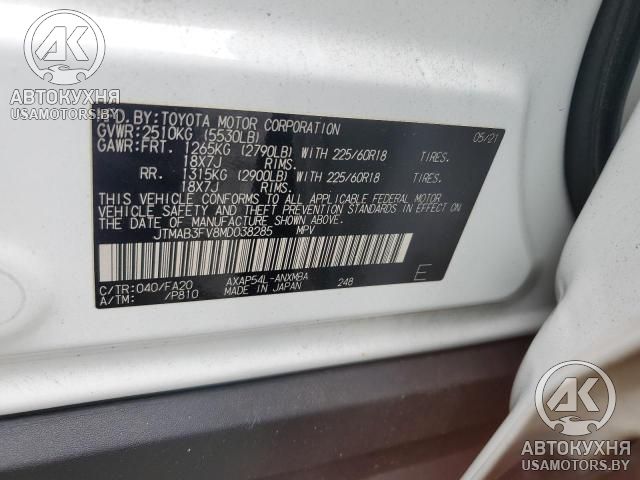 АК
АВТОКУХНЯ
USAMOTORS.BY
MFD.BY:TOYOTA MOTOR CORPORATION 05/21
GVWR:2510KG (5530LB)
GAWR:FRT. 1265KG (2790LB) WITH 225/60R18 TIRES.
18X7J RIMS.
RR. 1315KG (2900LB) WITH 225/60R18 TIRES.
18X7J RIMS.
THIS VEHICLE CONFORMS TO ALL APPLICABLE FEDERAL MOTOR
VEHICLE SAFETY AND THEFT PREVENTION STANDARDS IN EFFECT ON
THE DATE OF MANUFACTURE SHOWN ABOVE.
JTMAB3FV8MD038285 MPV
C/TR:040/FA20 AXAP54L-ANXMBA 248 E
A/TM: /P810 MADE IN JAPAN
АК
АВТОКУХНЯ
USAMOTORS.BY